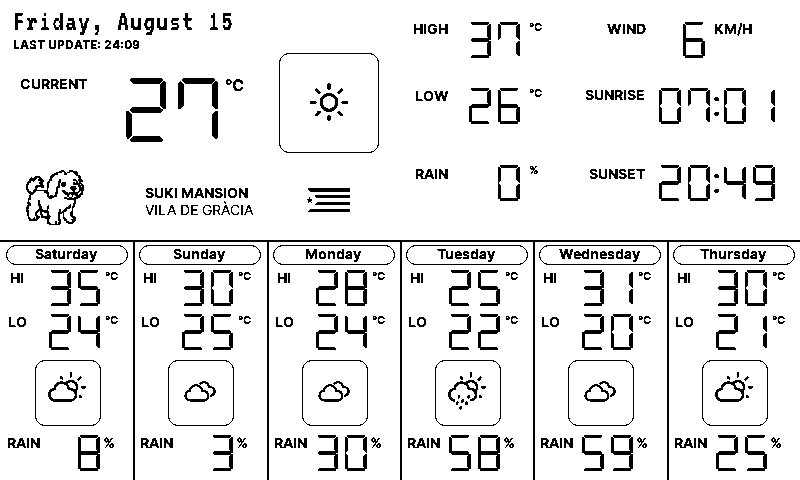 Friday, August 15
LAST UPDATE: 24:09
CURRENT 27 °C
SUKI MANSION
VILA DE GRÀCIA
HIGH 37 °C
WIND 6 KM/H
LOW 26 °C
SUNRISE 07:01
RAIN 0 %
SUNSET 20:49
Saturday
HI 35 °C
LO 24 °C
RAIN 8 %
Sunday
HI 30 °C
LO 25 °C
RAIN 3 %
Monday
HI 28 °C
LO 24 °C
RAIN 30 %
Tuesday
HI 25 °C
LO 22 °C
RAIN 58 %
Wednesday
HI 31 °C
LO 20 °C
RAIN 59 %
Thursday
HI 30 °C
LO 21 °C
RAIN 25 %